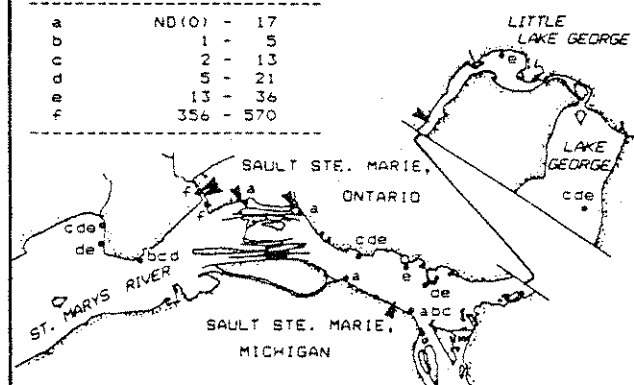 a ND(0) - 17
b 1 - 5
c 2 - 13
d 5 - 21
e 13 - 36
f 356 - 570
LITTLE
LAKE GEORGE
e
LAKE
GEORGE
cde
SAULT STE. MARIE,
ONTARIO
f
a
f
a
cde
de
bcd
cde
e
de
a
abc
ST. MARYS RIVER
SAULT STE. MARIE,
MICHIGAN